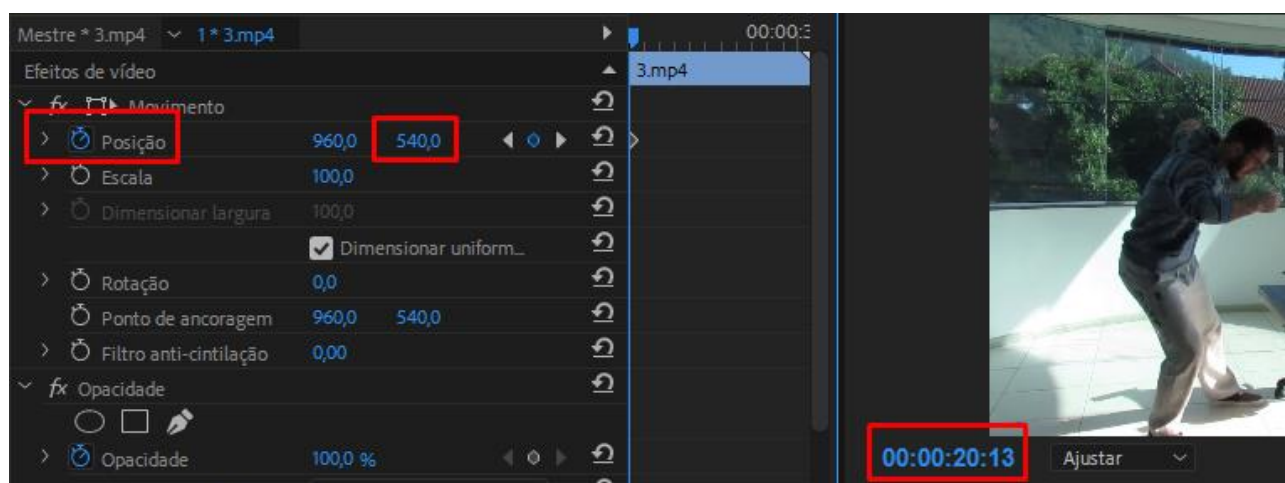 Mestre * 3.mp4 1 * 3.mp4 00:00:3
Efeitos de vídeo 3.mp4
fx Movimento
Posição 960,0 540,0
Escala 100,0
Dimensionar largura 100,0
Dimensionar uniform...
Rotação 0,0
Ponto de ancoragem 960,0 540,0
Filtro anti-cintilação 0,00
fx Opacidade
Opacidade 100,0 %
00:00:20:13 Ajustar